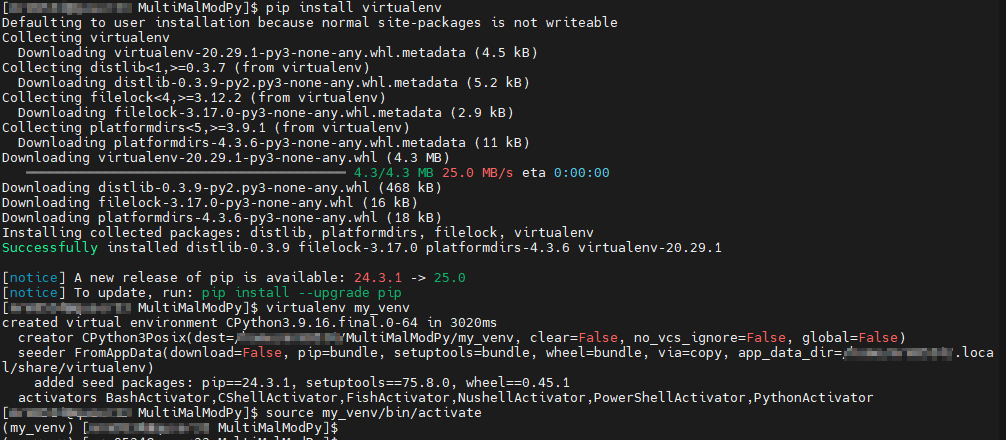 [ MultiMalModPy]$ pip install virtualenv
Defaulting to user installation because normal site-packages is not writeable
Collecting virtualenv
  Downloading virtualenv-20.29.1-py3-none-any.whl.metadata (4.5 kB)
Collecting distlib<1,>=0.3.7 (from virtualenv)
  Downloading distlib-0.3.9-py2.py3-none-any.whl.metadata (5.2 kB)
Collecting filelock<4,>=3.12.2 (from virtualenv)
  Downloading filelock-3.17.0-py3-none-any.whl.metadata (2.9 kB)
Collecting platformdirs<5,>=3.9.1 (from virtualenv)
  Downloading platformdirs-4.3.6-py3-none-any.whl.metadata (11 kB)
Downloading virtualenv-20.29.1-py3-none-any.whl (4.3 MB)
4.3/4.3 MB 25.0 MB/s eta 0:00:00
Downloading distlib-0.3.9-py2.py3-none-any.whl (468 kB)
Downloading filelock-3.17.0-py3-none-any.whl (16 kB)
Downloading platformdirs-4.3.6-py3-none-any.whl (18 kB)
Installing collected packages: distlib, platformdirs, filelock, virtualenv
Successfully installed distlib-0.3.9 filelock-3.17.0 platformdirs-4.3.6 virtualenv-20.29.1
[notice] A new release of pip is available: 24.3.1 -> 25.0
[notice] To update, run: pip install --upgrade pip
[ MultiMalModPy]$ virtualenv my_venv
created virtual environment CPython3.9.16.final.0-64 in 3020ms
  creator CPython3Posix(dest=/MultiMalModPy/my_venv, clear=False, no_vcs_ignore=False, global=False)
  seeder FromAppData(download=False, pip=bundle, setuptools=bundle, wheel=bundle, via=copy, app_data_dir=/.loca
l/share/virtualenv)
    added seed packages: pip==24.3.1, setuptools==75.8.0, wheel==0.45.1
  activators BashActivator,CShellActivator,FishActivator,NushellActivator,PowerShellActivator,PythonActivator
[ MultiMalModPy]$ source my_venv/bin/activate
(my_venv) [ MultiMalModPy]$